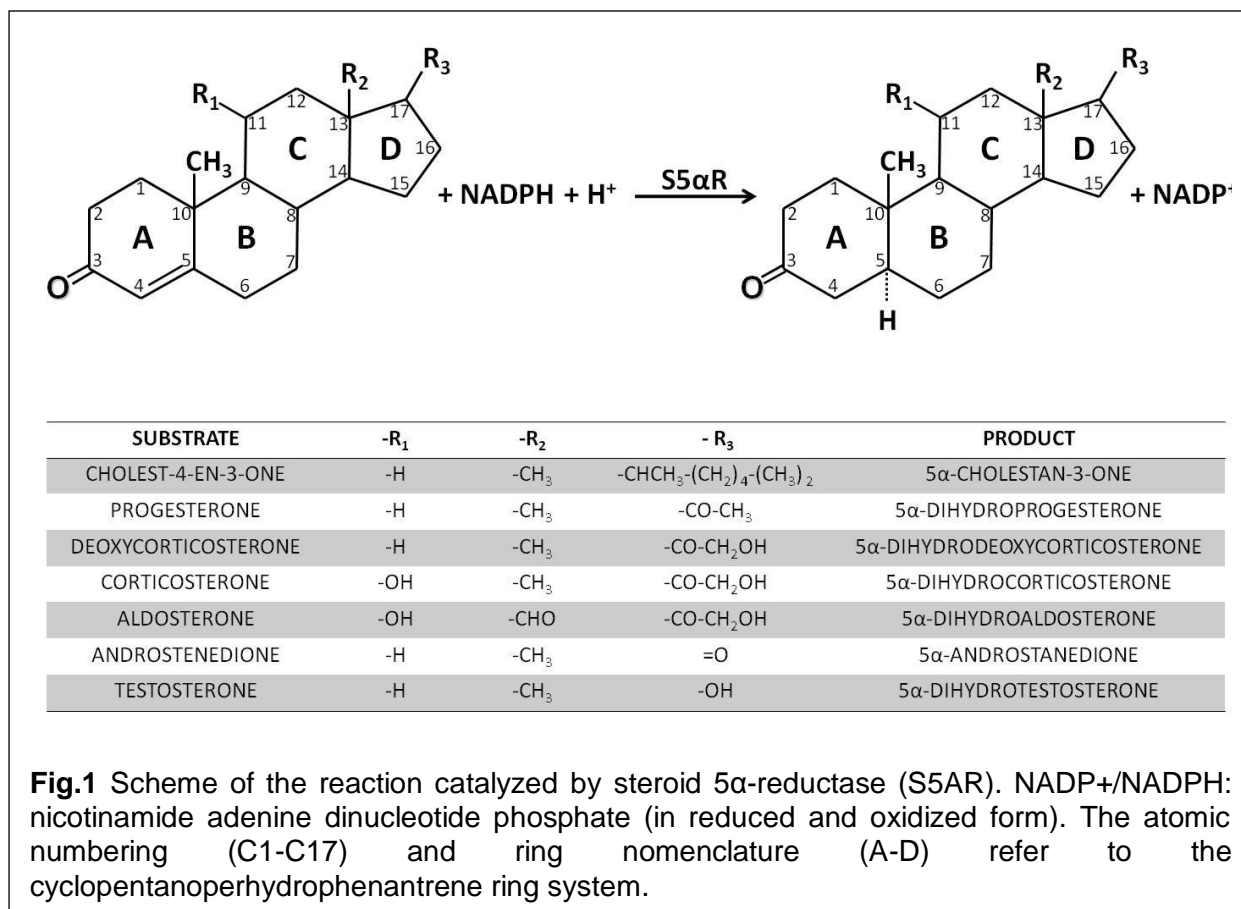 R1 R2 R3
12 11 13 17
C D 16
CH3 14 15
1 9
2 10 8
A B
3 5 7
O 4 6
+ NADPH + H+ S5αR
R1 R2 R3
12 11 13 17
C D 16
CH3 14 15
1 9
2 10 8
A B
3 5 7
O 4 6
H
+ NADP+
SUBSTRATE -R1 -R2 - R3 PRODUCT
CHOLEST-4-EN-3-ONE -H -CH3 -CHCH3-(CH2)4-(CH3)2 5α-CHOLESTAN-3-ONE
PROGESTERONE -H -CH3 -CO-CH3 5α-DIHYDROPROGESTERONE
DEOXYCORTICOSTERONE -H -CH3 -CO-CH2OH 5α-DIHYDRODEOXYCORTICOSTERONE
CORTICOSTERONE -OH -CH3 -CO-CH2OH 5α-DIHYDROCORTICOSTERONE
ALDOSTERONE -OH -CHO -CO-CH2OH 5α-DIHYDROALDOSTERONE
ANDROSTENEDIONE -H -CH3 =O 5α-ANDROSTANEDIONE
TESTOSTERONE -H -CH3 -OH 5α-DIHYDROTESTOSTERONE
Fig.1 Scheme of the reaction catalyzed by steroid 5α-reductase (S5AR). NADP+/NADPH:
nicotinamide adenine dinucleotide phosphate (in reduced and oxidized form). The atomic
numbering (C1-C17) and ring nomenclature (A-D) refer to the
cyclopentanoperhydrophenantrene ring system.